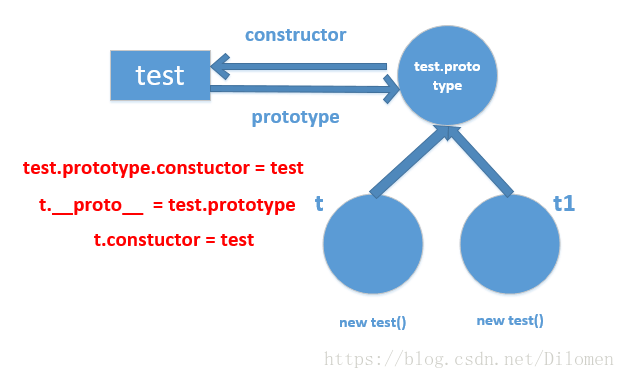 constructor
test
test.proto
type
prototype
test.prototype.constuctor = test
t.__proto__ = test.prototype
t.constuctor = test
t
t1
new test()
new test()
https://blog.csdn.net/Dilomen